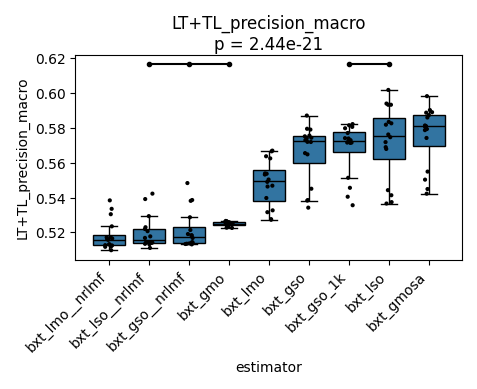 LT+TL_precision_macro
p = 2.44e-21
LT+TL_precision_macro
0.62
0.60
0.58
0.56
0.54
0.52
bxt_lmo__nrlmf
bxt_lso__nrlmf
bxt_gso__nrlmf
bxt_gmo
bxt_lmo
bxt_gso
bxt_gso_1k
bxt_lso
bxt_gmosa
estimator